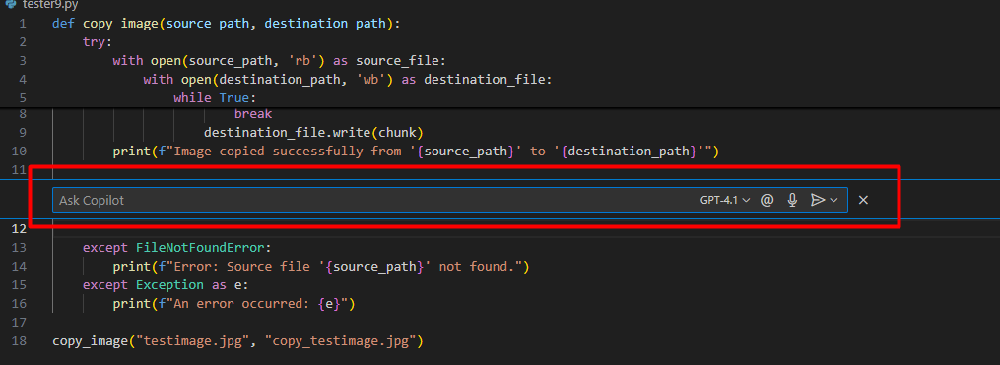 tester9.py
1 def copy_image(source_path, destination_path):
2 try:
3 with open(source_path, 'rb') as source_file:
4 with open(destination_path, 'wb') as destination_file:
5 while True:
8 break
9 destination_file.write(chunk)
10 print(f"Image copied successfully from '{source_path}' to '{destination_path}'")
11
Ask Copilot GPT-4.1 @
12
13 except FileNotFoundError:
14 print(f"Error: Source file '{source_path}' not found.")
15 except Exception as e:
16 print(f"An error occurred: {e}")
17
18 copy_image("testimage.jpg", "copy_testimage.jpg")